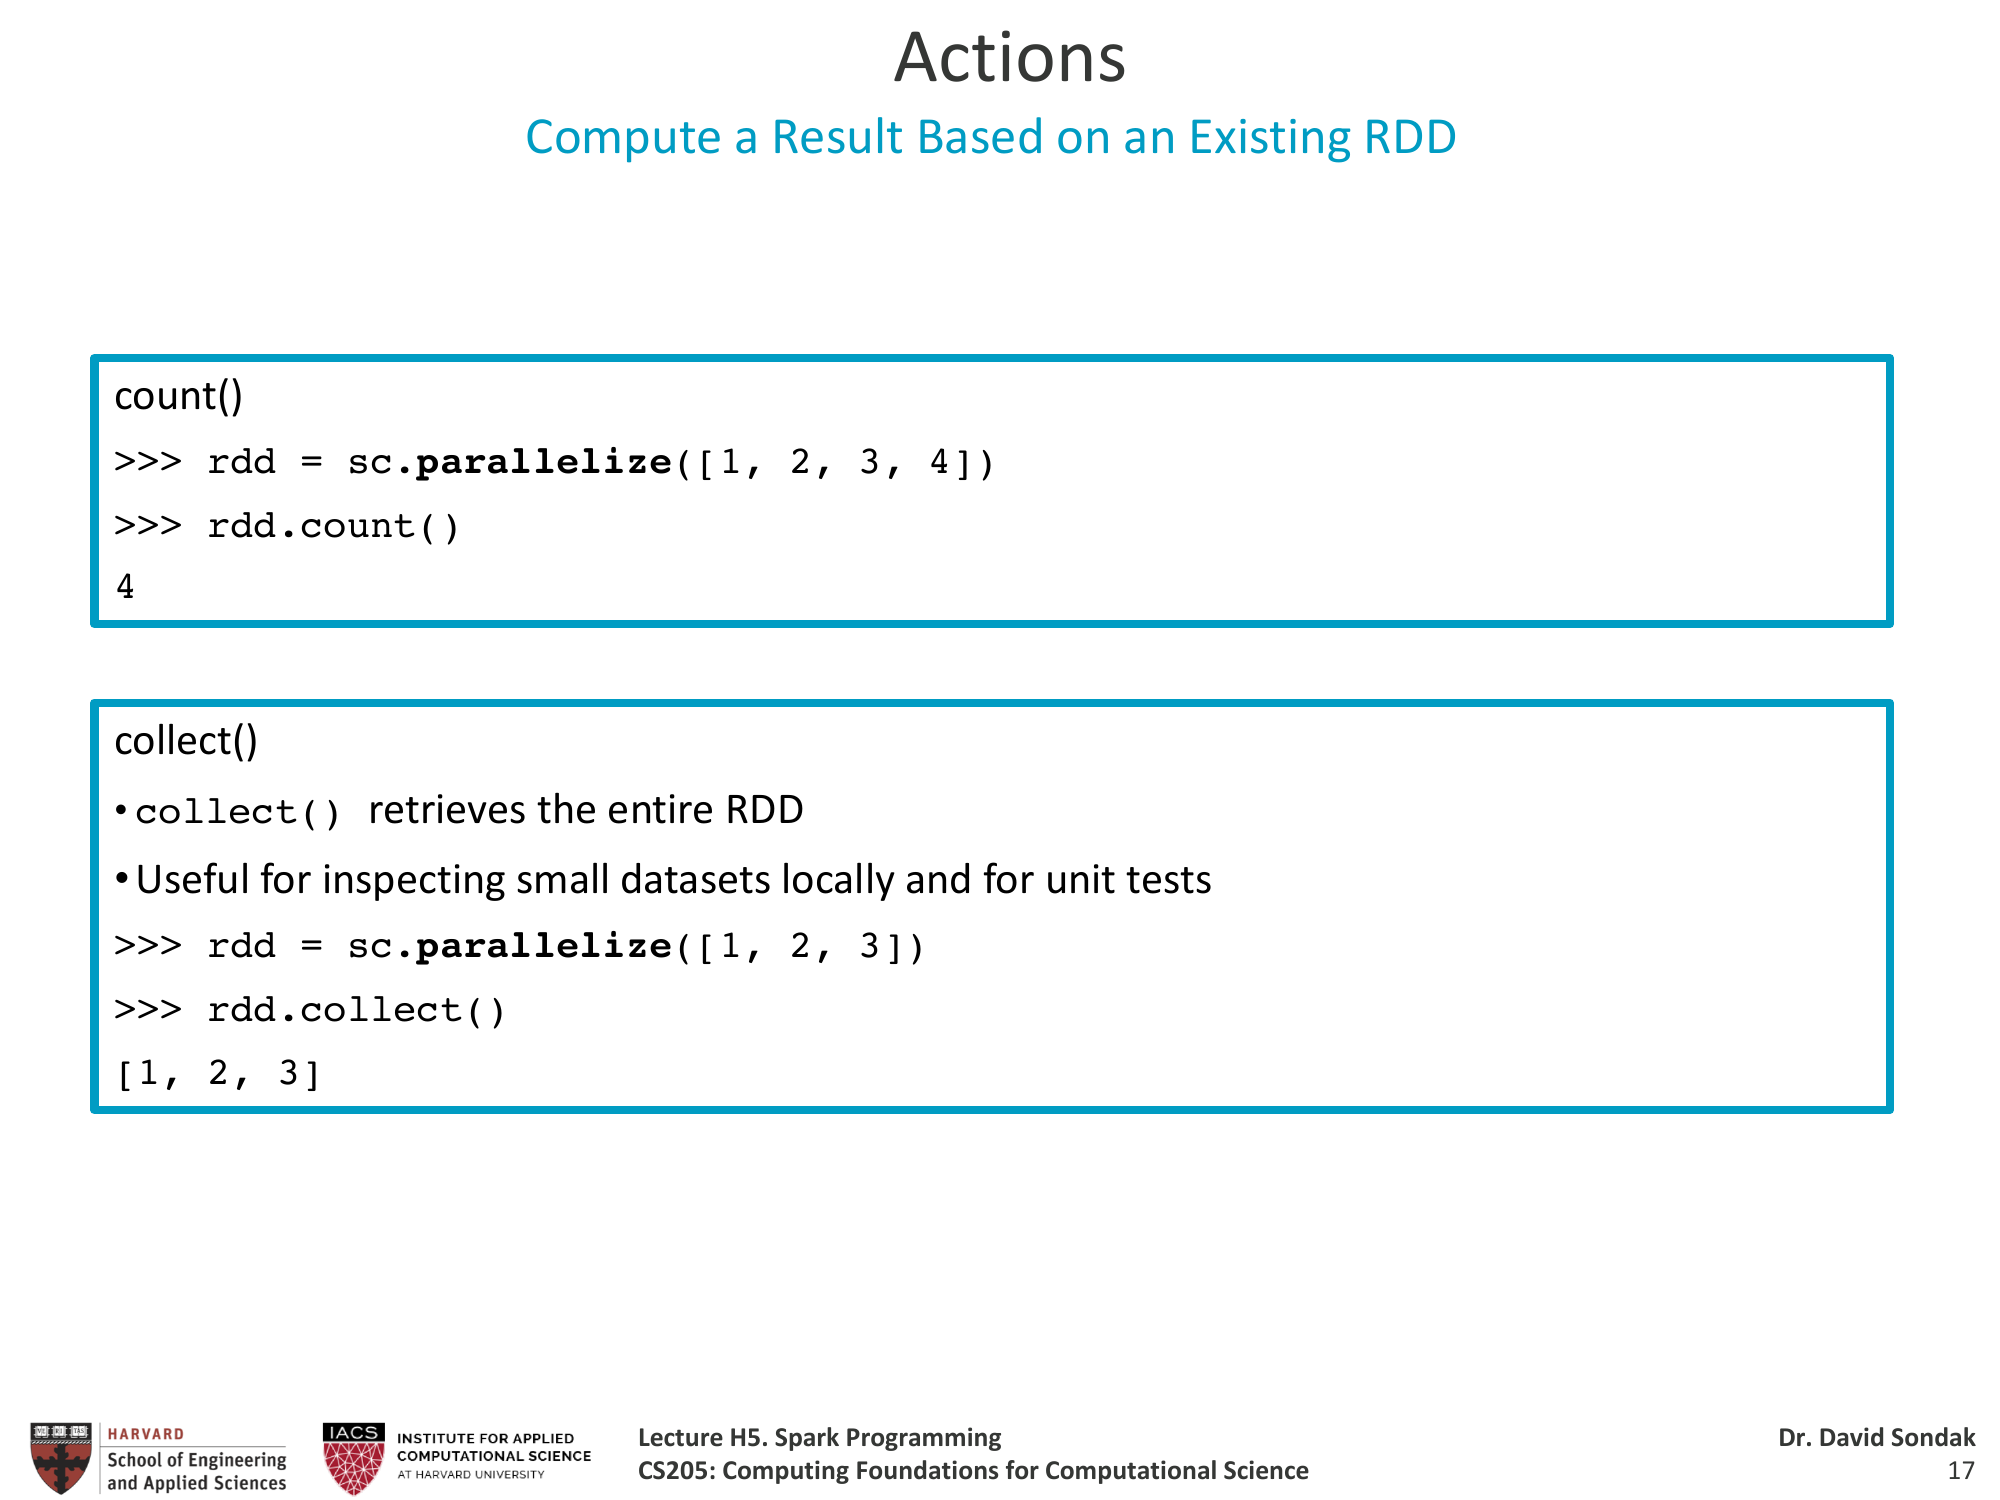 Actions
Compute a Result Based on an Existing RDD
count()
>>> rdd = sc.parallelize([1, 2, 3, 4])
>>> rdd.count()
4
collect()
•collect() retrieves the entire RDD
•Useful for inspecting small datasets locally and for unit tests
>>> rdd = sc.parallelize([1, 2, 3])
>>> rdd.collect()
[1, 2, 3]
HARVARD
School of Engineering
and Applied Sciences
IACS
INSTITUTE FOR APPLIED
COMPUTATIONAL SCIENCE
AT HARVARD UNIVERSITY
Lecture H5. Spark Programming
CS205: Computing Foundations for Computational Science
Dr. David Sondak
17